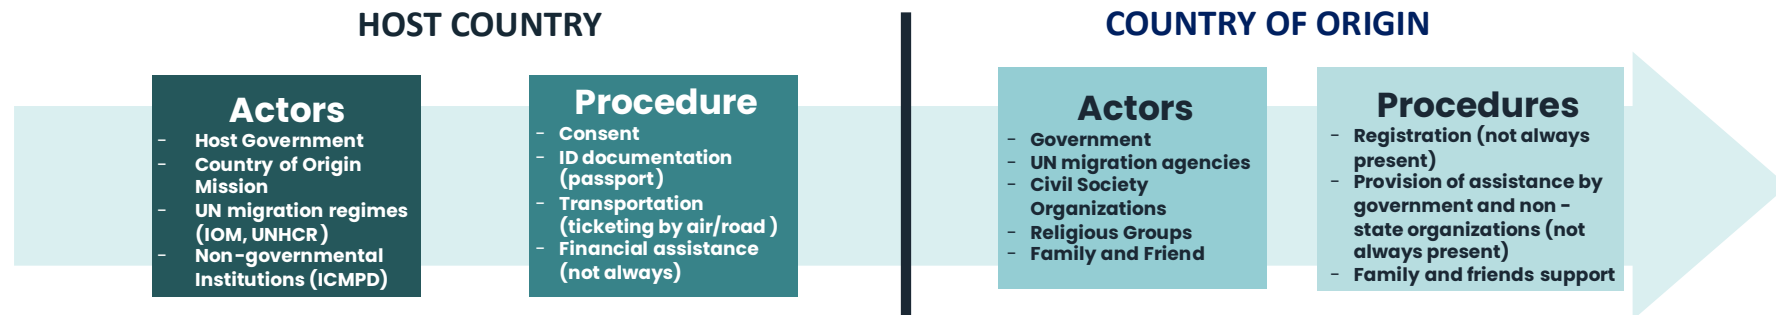 HOST COUNTRY
Actors
- Host Government
- Country of Origin
Mission
- UN migration regimes
(IOM, UNHCR)
- Non-governmental
Institutions (ICMPD)
Procedure
- Consent
- ID documentation
(passport)
- Transportation
(ticketing by air/road )
- Financial assistance
(not always)
COUNTRY OF ORIGIN
Actors
- Government
- UN migration agencies
- Civil Society
Organizations
- Religious Groups
- Family and Friend
Procedures
- Registration (not always
present)
- Provision of assistance by
government and non -
state organizations (not
always present)
- Family and friends support